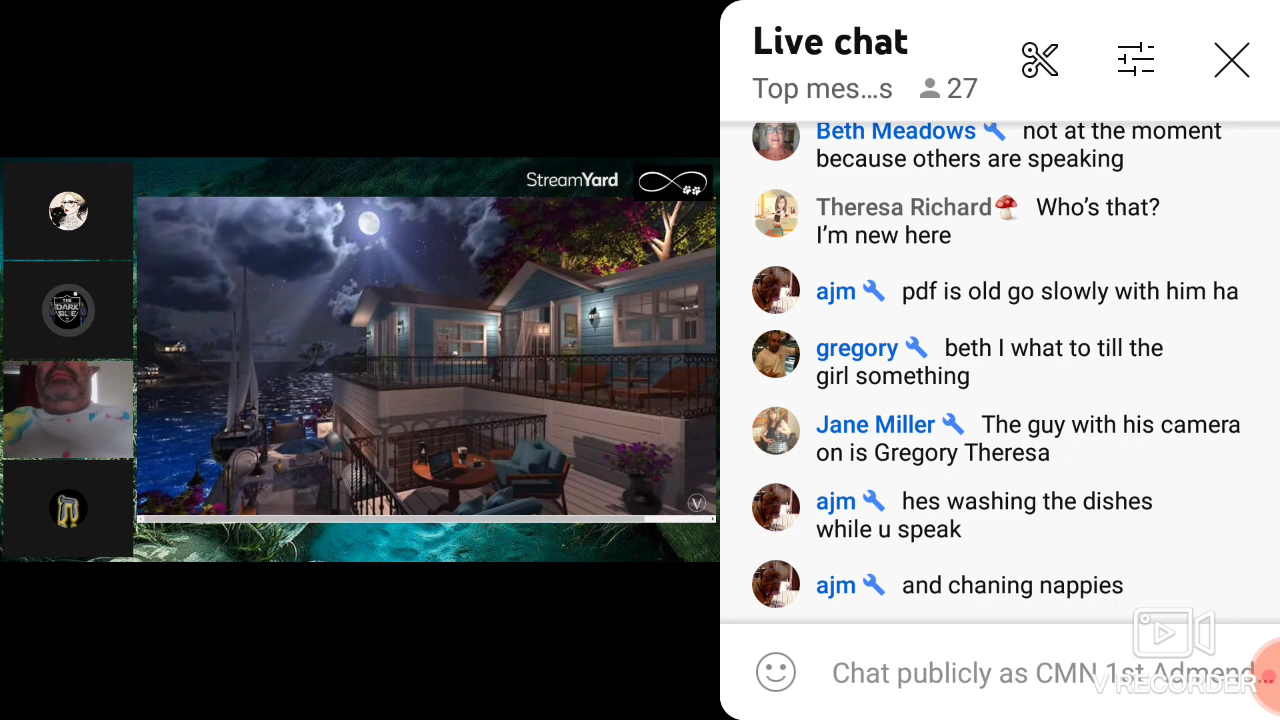 Live chat
Top mes...s 27
StreamYard
Beth Meadows not at the moment
because others are speaking
Theresa Richard🍄 Who’s that?
I’m new here
ajm pdf is old go slowly with him ha
gregory beth I what to till the
girl something
Jane Miller The guy with his camera
on is Gregory Theresa
ajm hes washing the dishes
while u speak
ajm and chaning nappies
Chat publicly as CMN 1st Admend...
V RECORDER
THE
DARK
SIDE
V